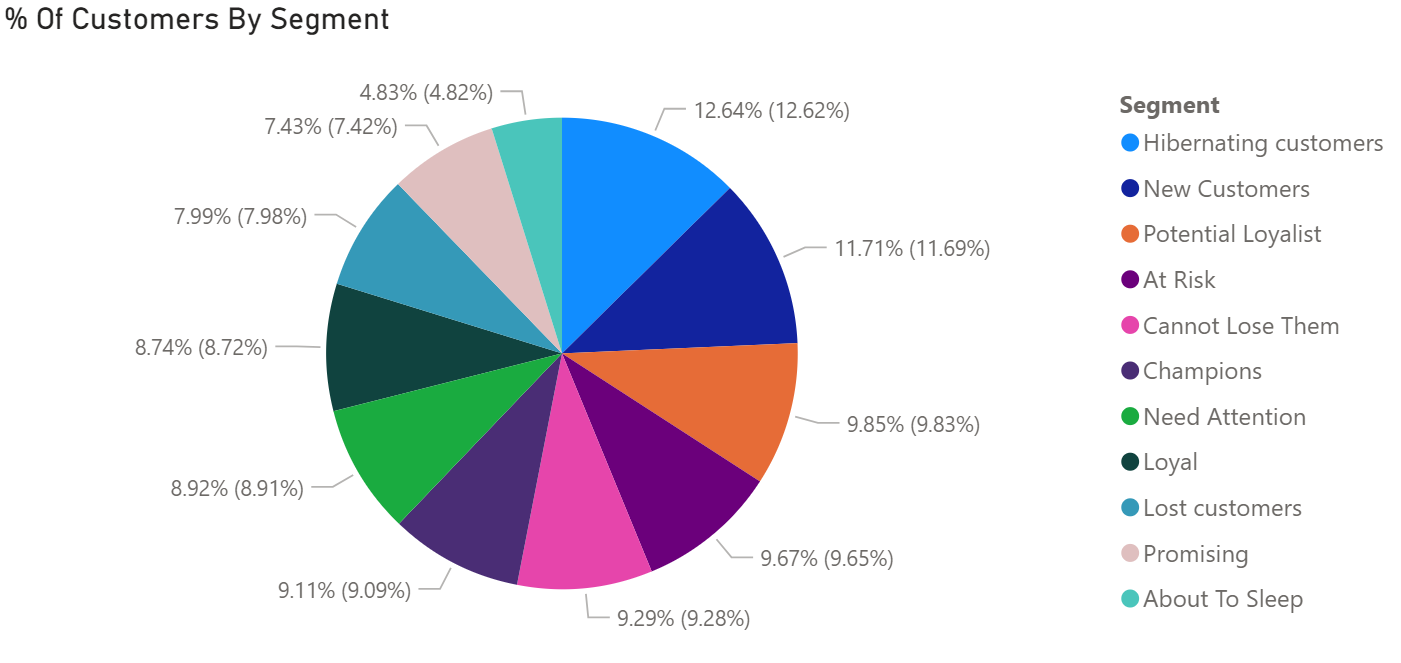 % Of Customers By Segment
4.83% (4.82%)
12.64% (12.62%)
7.43% (7.42%)
7.99% (7.98%)
11.71% (11.69%)
8.74% (8.72%)
9.85% (9.83%)
8.92% (8.91%)
9.67% (9.65%)
9.11% (9.09%)
9.29% (9.28%)
Segment
Hibernating customers
New Customers
Potential Loyalist
At Risk
Cannot Lose Them
Champions
Need Attention
Loyal
Lost customers
Promising
About To Sleep